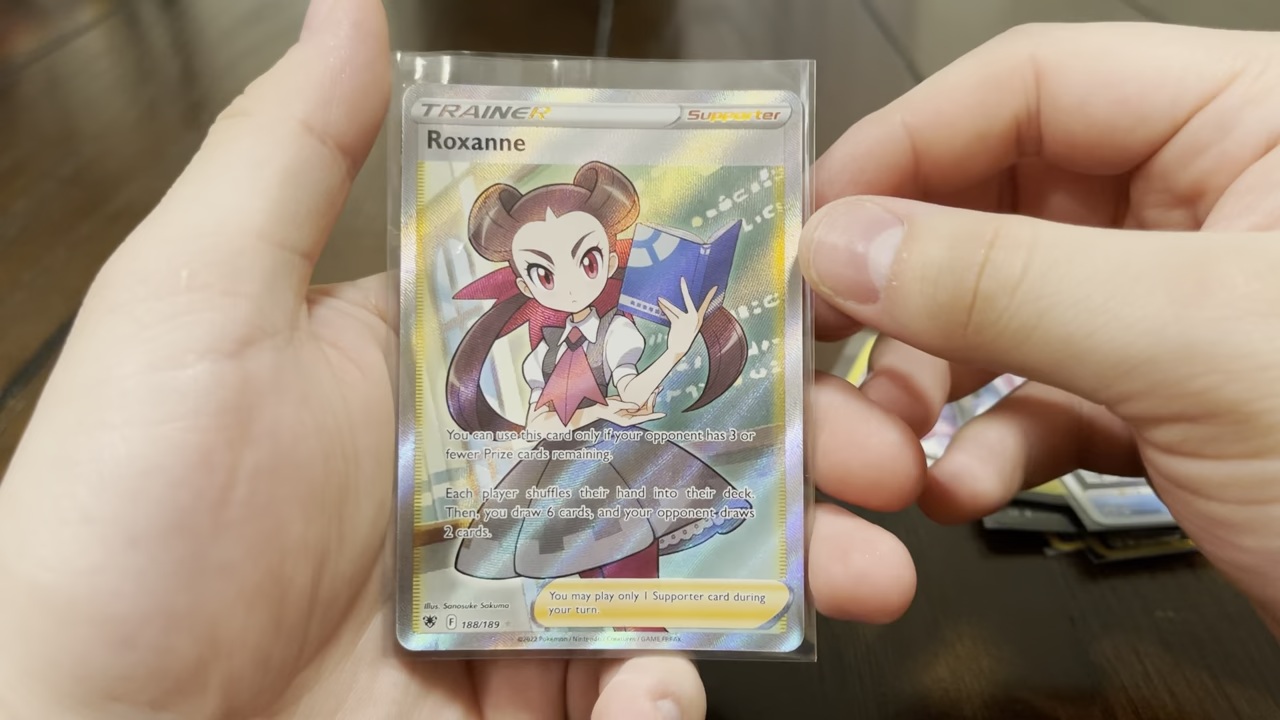 TRAINER Supporter
Roxanne
You can use this card only if your opponent has 3 or
fewer Prize cards remaining.
Each player shuffles their hand into their deck.
Then, you draw 6 cards, and your opponent draws
2 cards.
You may play only 1 Supporter card during
your turn.
Illus. Sanosuke Sakuma
F 188/189
©2022 Pokémon / Nintendo / Creatures / GAME FREAK